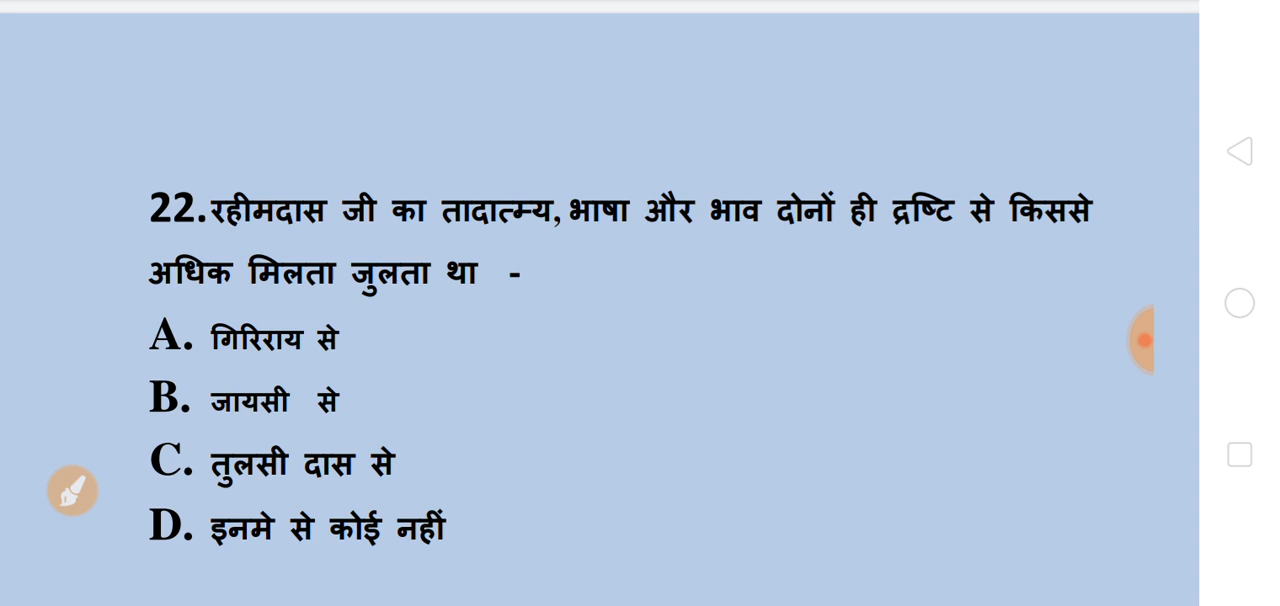 22.रहीमदास जी का तादात्म्य, भाषा और भाव दोनों ही द्रष्टि से किससे
अधिक मिलता जुलता था -
A. गिरिराय से
B. जायसी से
C. तुलसी दास से
D. इनमे से कोई नहीं